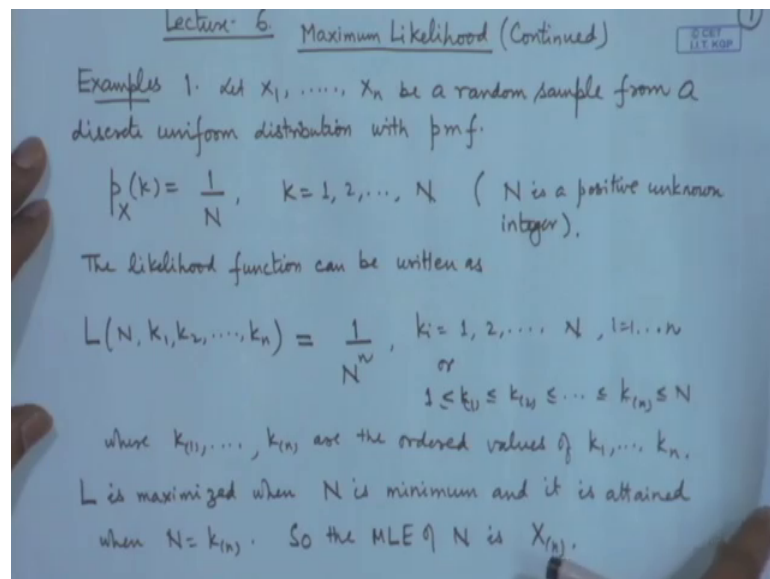 Lecture- 6. Maximum Likelihood (Continued) 1
© CET
I.I.T. KGP
Examples 1. Let X₁, ......, Xₙ be a random sample from a
discrete uniform distribution with pmf.
p_X(k) = 1/N, k = 1, 2, ..., N ( N is a positive unknown
integer).
The likelihood function can be written as
L(N, k₁, k₂, ...., kₙ) = 1/Nⁿ, kᵢ = 1, 2, .... N, i=1...n
or
1 ≤ k₍₁₎ ≤ k₍₂₎ ≤ ... ≤ k₍ₙ₎ ≤ N
where k₍₁₎, ...., k₍ₙ₎ are the ordered values of k₁, .... kₙ.
L is maximized when N is minimum and it is attained
when N = k₍ₙ₎. So the MLE of N is X₍ₙ₎.